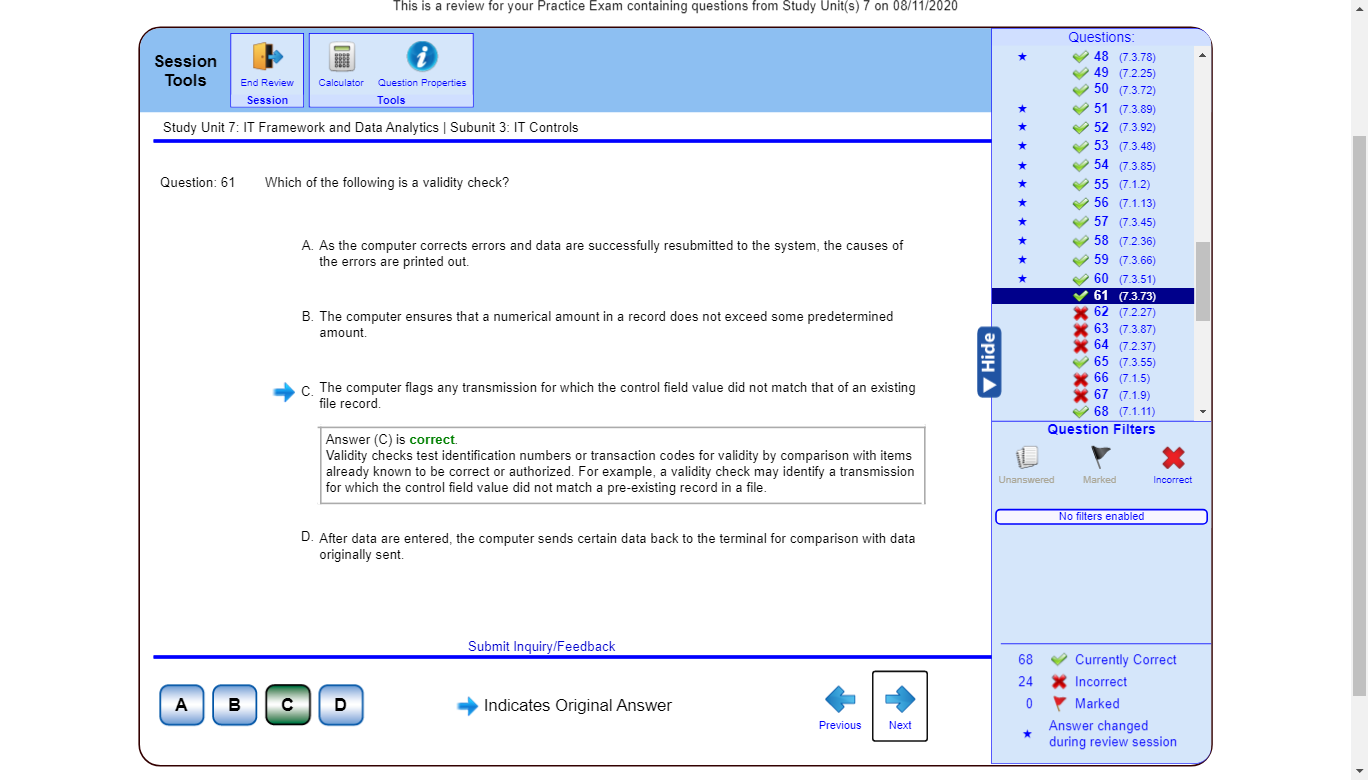 This is a review for your Practice Exam containing questions from Study Unit(s) 7 on 08/11/2020
Session
Tools
End Review
Session
Calculator
Question Properties
Tools
Study Unit 7: IT Framework and Data Analytics | Subunit 3: IT Controls
Question: 61
Which of the following is a validity check?
A. As the computer corrects errors and data are successfully resubmitted to the system, the causes of
the errors are printed out.
B. The computer ensures that a numerical amount in a record does not exceed some predetermined
amount.
C. The computer flags any transmission for which the control field value did not match that of an existing
file record.
Answer (C) is correct.
Validity checks test identification numbers or transaction codes for validity by comparison with items
already known to be correct or authorized. For example, a validity check may identify a transmission
for which the control field value did not match a pre-existing record in a file.
D. After data are entered, the computer sends certain data back to the terminal for comparison with data
originally sent.
Submit Inquiry/Feedback
A
B
C
D
Indicates Original Answer
Previous
Next
Hide
Questions:
48 (7.3.78)
49 (7.2.25)
50 (7.3.72)
51 (7.3.89)
52 (7.3.92)
53 (7.3.48)
54 (7.3.85)
55 (7.1.2)
56 (7.1.13)
57 (7.3.45)
58 (7.2.36)
59 (7.3.66)
60 (7.3.51)
61 (7.3.73)
62 (7.2.27)
63 (7.3.87)
64 (7.2.37)
65 (7.3.55)
66 (7.1.5)
67 (7.1.9)
68 (7.1.11)
Question Filters
Unanswered
Marked
Incorrect
No filters enabled
68 Currently Correct
24 Incorrect
0 Marked
Answer changed
during review session